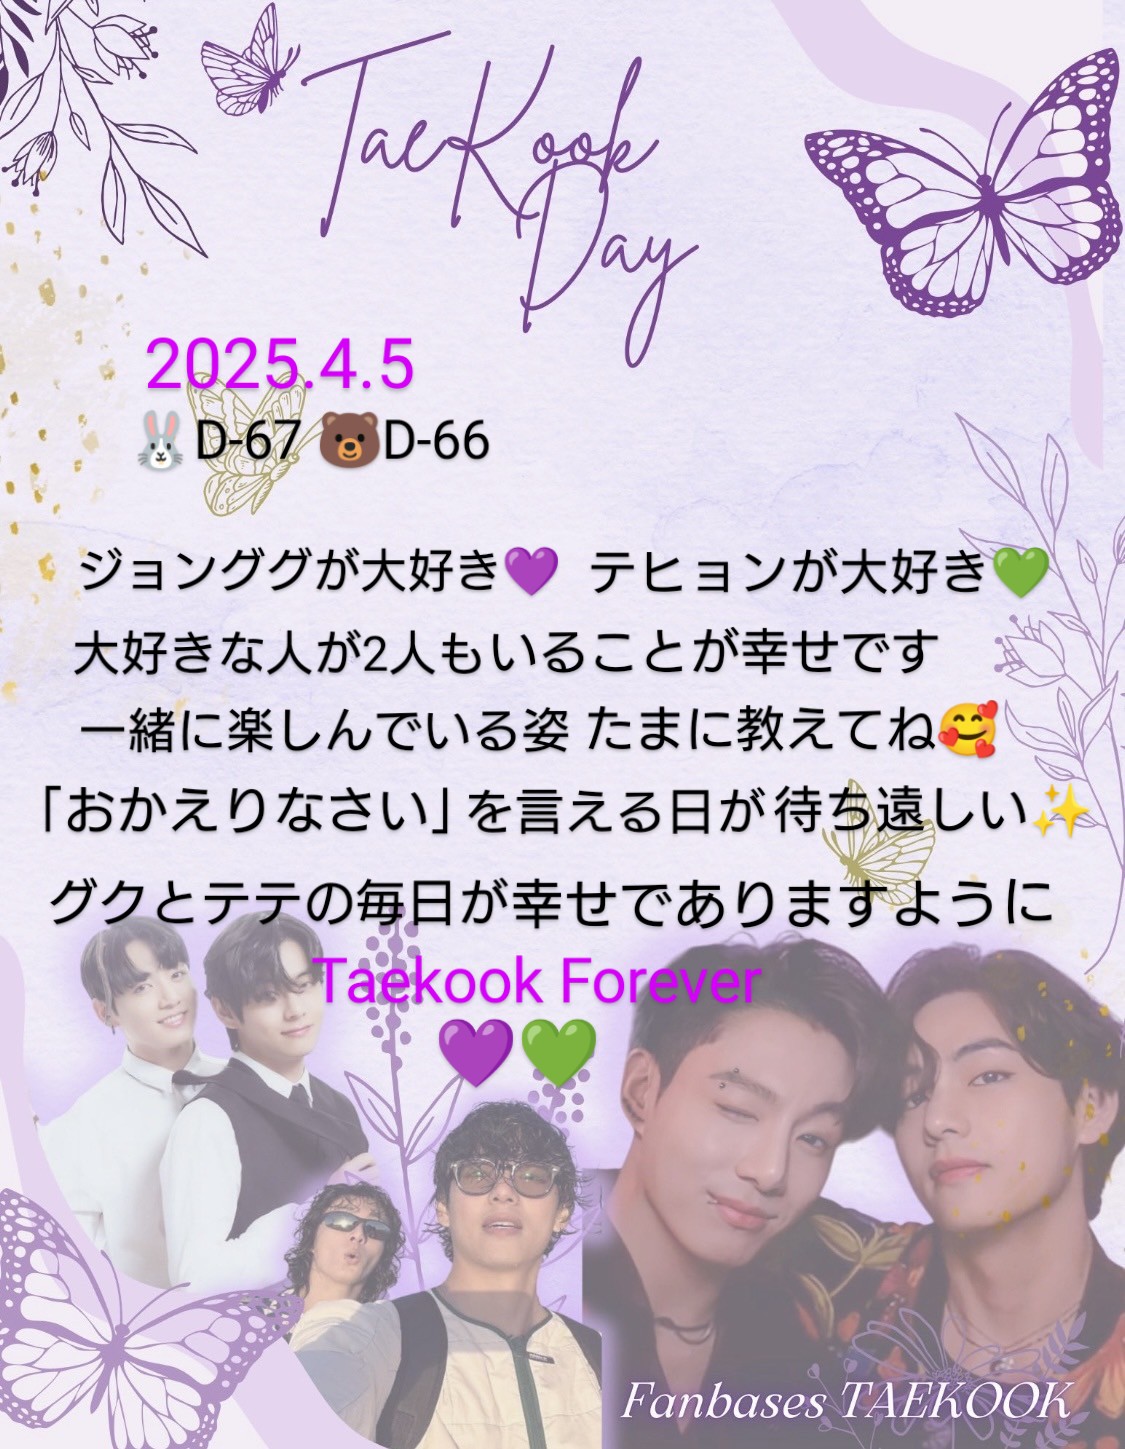 TaeKook
Day
2025.4.5
🐰D-67 🐻D-66
ジョングクが大好き💜 テヒョンが大好き💚
大好きな人が2人もいることが幸せです
一緒に楽しんでいる姿 たまに教えてね🥰
「おかえりなさい」を言える日が待ち遠しい✨
グクとテテの毎日が幸せでありますように
Taekook Forever
💜💚
Fanbases TAEKOOK